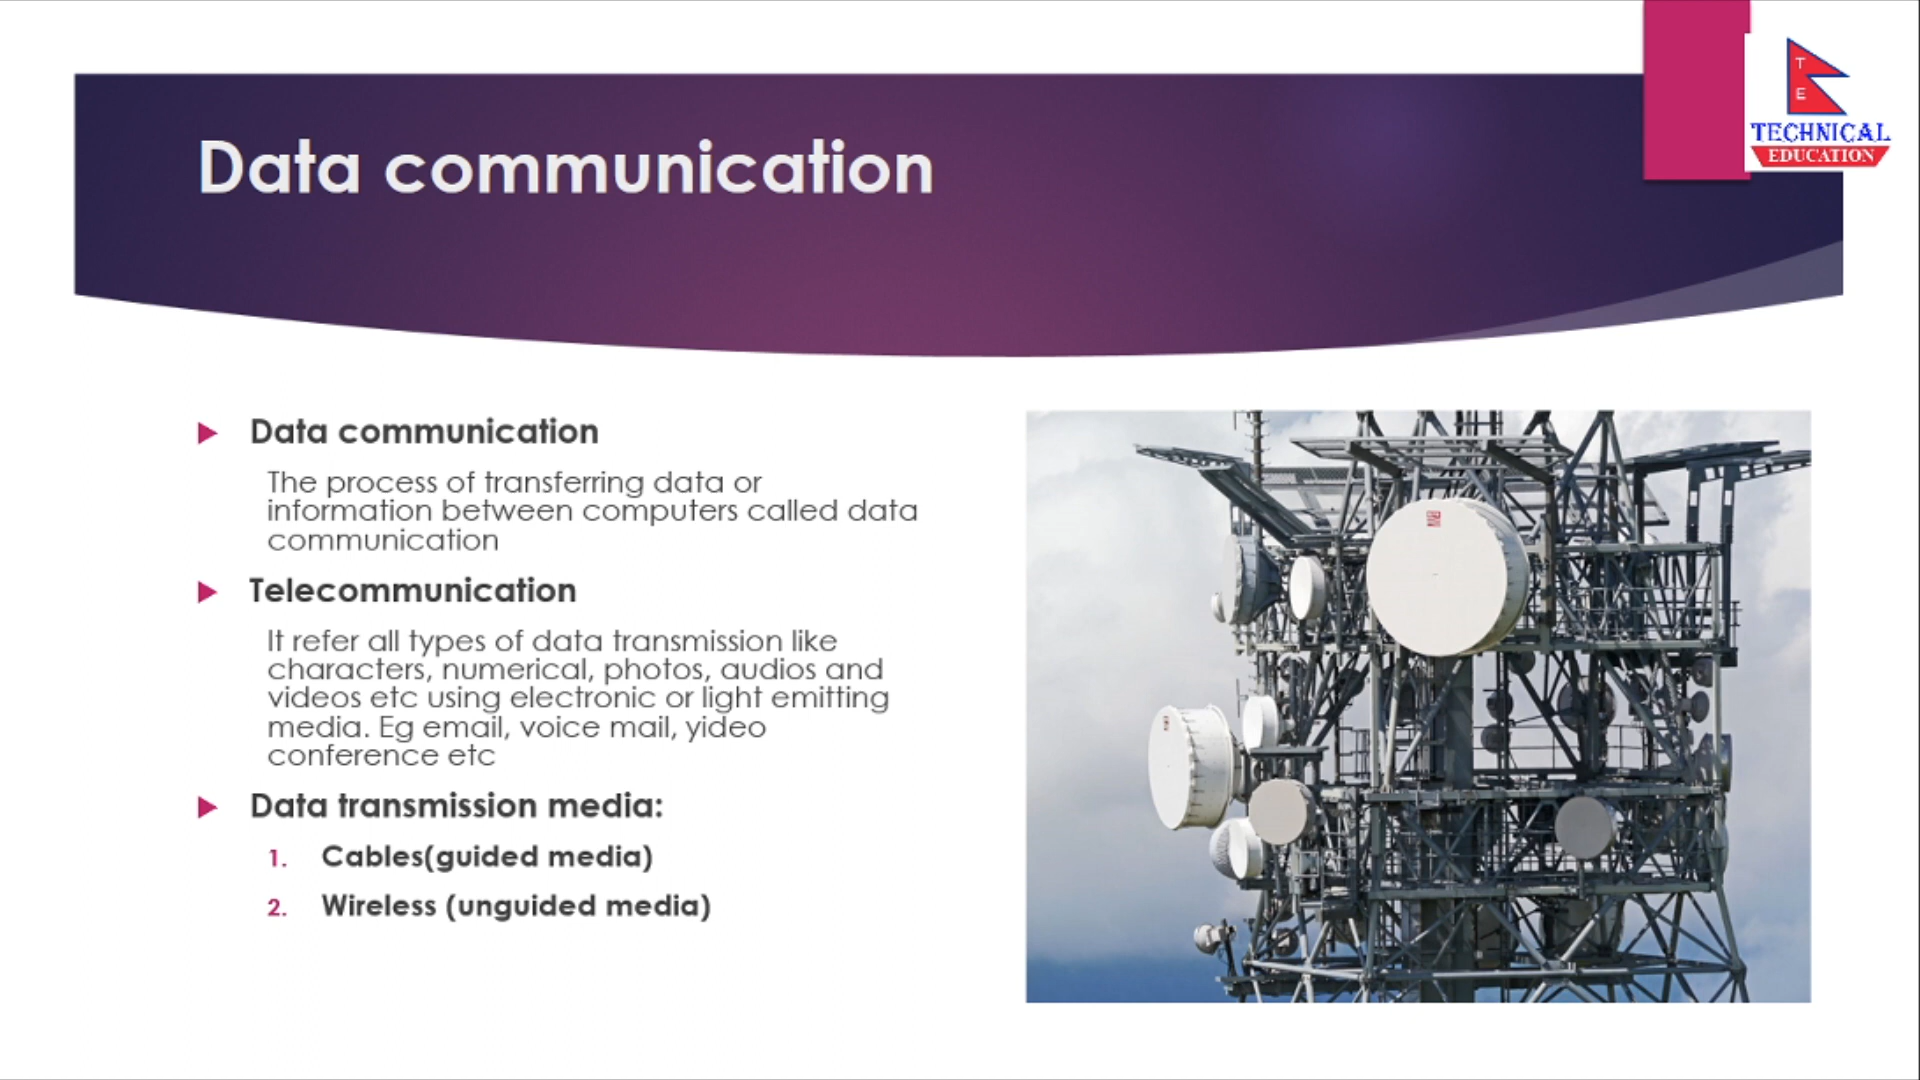 Data communication
T
E
TECHNICAL
EDUCATION
Data communication
The process of transferring data or
information between computers called data
communication
Telecommunication
It refer all types of data transmission like
characters, numerical, photos, audios and
videos etc using electronic or light emitting
media. Eg email, voice mail, yideo
conference etc
Data transmission media:
1. Cables(guided media)
2. Wireless (unguided media)